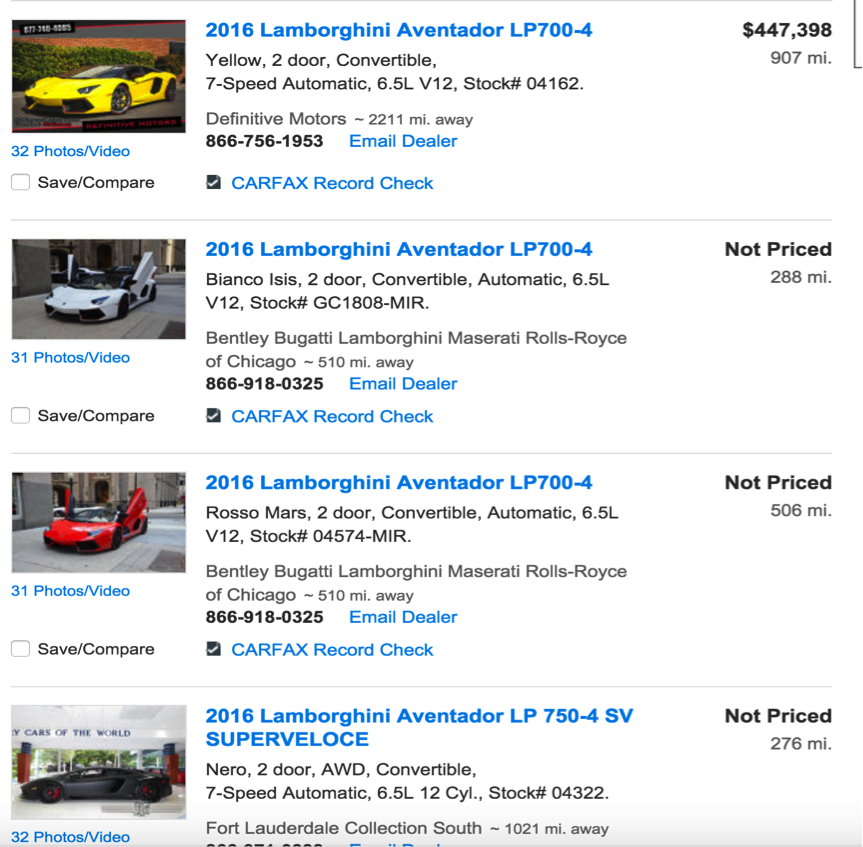 877-740-4885
DEFINITIVE MOTORS
2016 Lamborghini Aventador LP700-4
$447,398
Yellow, 2 door, Convertible,
907 mi.
7-Speed Automatic, 6.5L V12, Stock# 04162.
Definitive Motors ~ 2211 mi. away
866-756-1953 Email Dealer
32 Photos/Video
Save/Compare
CARFAX Record Check
2016 Lamborghini Aventador LP700-4
Not Priced
Bianco Isis, 2 door, Convertible, Automatic, 6.5L
288 mi.
V12, Stock# GC1808-MIR.
Bentley Bugatti Lamborghini Maserati Rolls-Royce
of Chicago ~ 510 mi. away
31 Photos/Video
866-918-0325 Email Dealer
Save/Compare
CARFAX Record Check
2016 Lamborghini Aventador LP700-4
Not Priced
Rosso Mars, 2 door, Convertible, Automatic, 6.5L
506 mi.
V12, Stock# 04574-MIR.
Bentley Bugatti Lamborghini Maserati Rolls-Royce
of Chicago ~ 510 mi. away
31 Photos/Video
866-918-0325 Email Dealer
Save/Compare
CARFAX Record Check
Y CARS OF THE WORLD
2016 Lamborghini Aventador LP 750-4 SV
Not Priced
SUPERVELOCE
276 mi.
Nero, 2 door, AWD, Convertible,
7-Speed Automatic, 6.5L 12 Cyl., Stock# 04322.
Fort Lauderdale Collection South ~ 1021 mi. away
32 Photos/Video